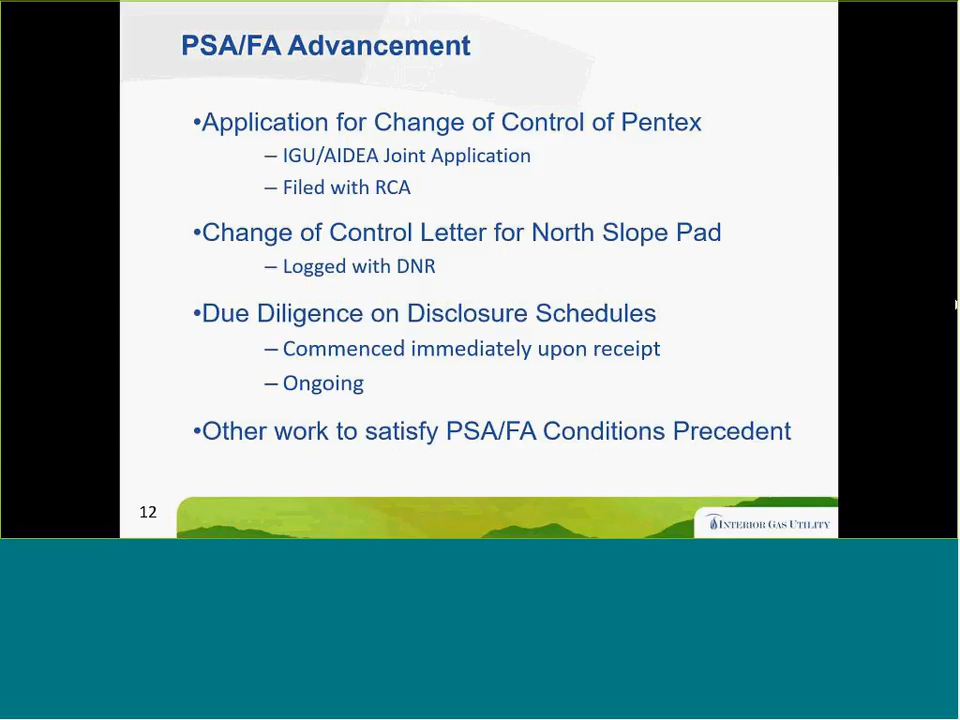 PSA/FA Advancement
•Application for Change of Control of Pentex
– IGU/AIDEA Joint Application
– Filed with RCA
•Change of Control Letter for North Slope Pad
– Logged with DNR
•Due Diligence on Disclosure Schedules
– Commenced immediately upon receipt
– Ongoing
•Other work to satisfy PSA/FA Conditions Precedent
12
INTERIOR GAS UTILITY